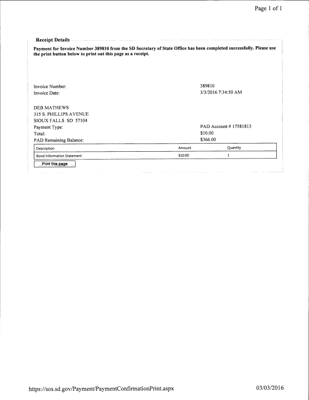 Page 1 of 1
Receipt Details
Payment for Invoice Number 389810 from the SD Secretary of State Office has been completed successfully. Please use
the print button below to print out this page as a receipt.
Invoice Number: 389810
Invoice Date: 3/3/2016 7:34:50 AM
DEB MATHEWS
315 S. PHILLIPS AVENUE
SIOUX FALLS SD 57104
Payment Type: PAD Account # 17581813
Total: $10.00
PAD Remaining Balance: $366.00
Description Amount Quantity
Bond Information Statement $10.00 1
Print this page
https://sos.sd.gov/Payment/PaymentConfirmationPrint.aspx 03/03/2016